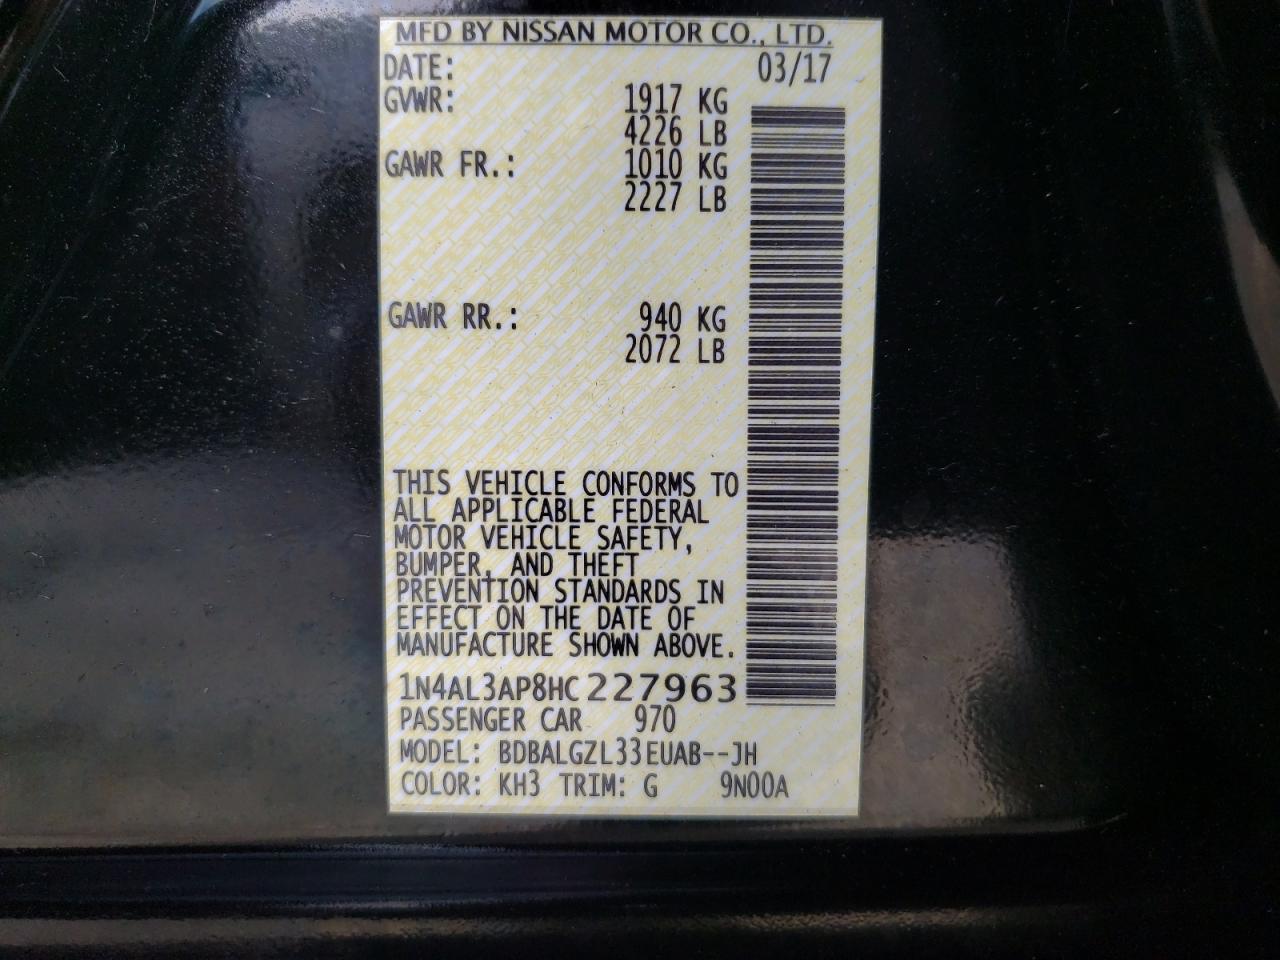 MFD BY NISSAN MOTOR CO., LTD.
DATE: 03/17
GVWR: 1917 KG
4226 LB
GAWR FR.: 1010 KG
2227 LB
GAWR RR.: 940 KG
2072 LB
THIS VEHICLE CONFORMS TO
ALL APPLICABLE FEDERAL
MOTOR VEHICLE SAFETY,
BUMPER, AND THEFT
PREVENTION STANDARDS IN
EFFECT ON THE DATE OF
MANUFACTURE SHOWN ABOVE.
1N4AL3AP8HC227963
PASSENGER CAR 970
MODEL: BDBALGZL33EUAB--JH
COLOR: KH3 TRIM: G 9N00A